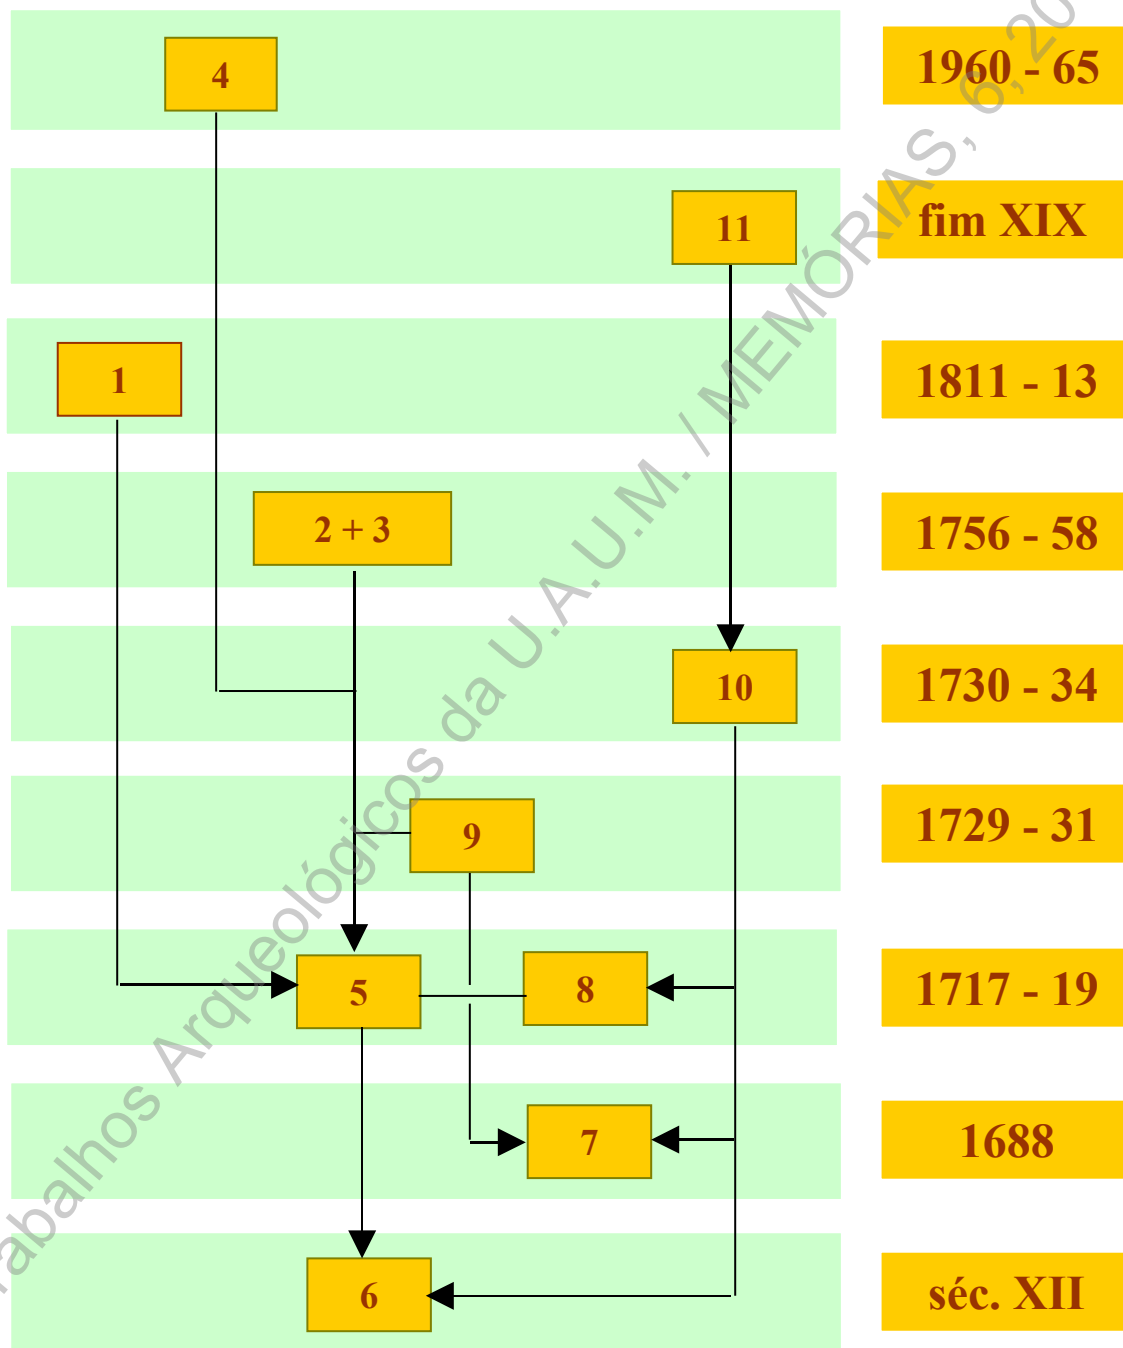 4
1960 - 65
11
fim XIX
1
1811 - 13
2 + 3
1756 - 58
10
1730 - 34
9
1729 - 31
5
8
1717 - 19
7
1688
6
séc. XII
Trabalhos Arqueológicos da U.A.U.M. / MEMÓRIAS, 6, 20